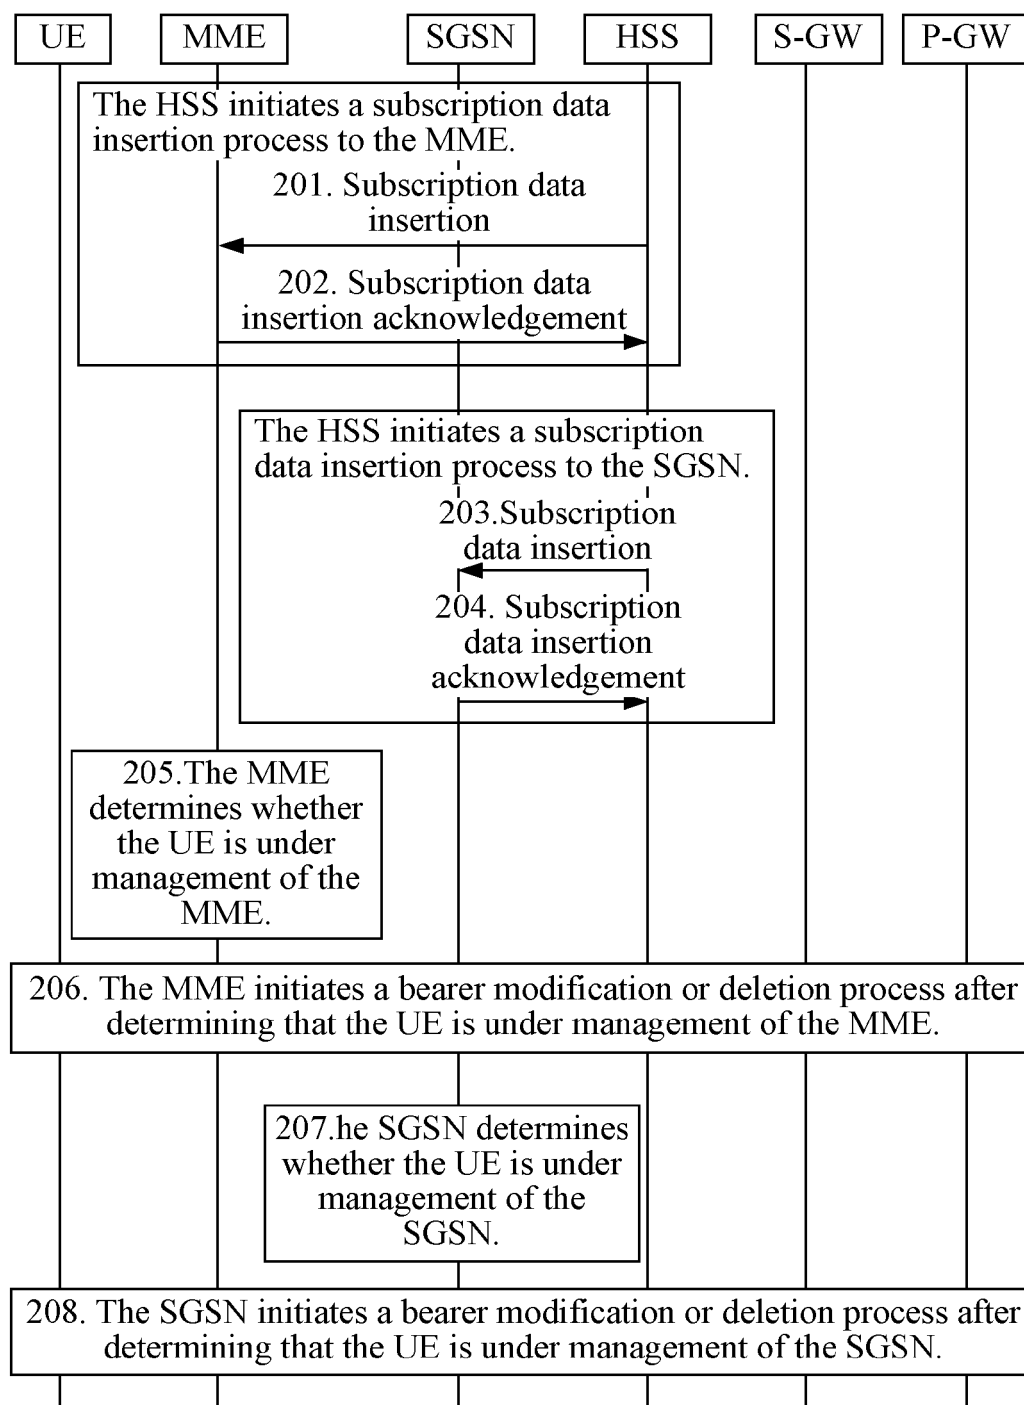 UE MME SGSN HSS S-GW P-GW
The HSS initiates a subscription data
insertion process to the MME.
201. Subscription data
insertion
202. Subscription data
insertion acknowledgement
The HSS initiates a subscription
data insertion process to the SGSN.
203.Subscription
data insertion
204. Subscription
data insertion
acknowledgement
205.The MME
determines whether
the UE is under
management of the
MME.
206. The MME initiates a bearer modification or deletion process after
determining that the UE is under management of the MME.
207.he SGSN determines
whether the UE is under
management of the
SGSN.
208. The SGSN initiates a bearer modification or deletion process after
determining that the UE is under management of the SGSN.